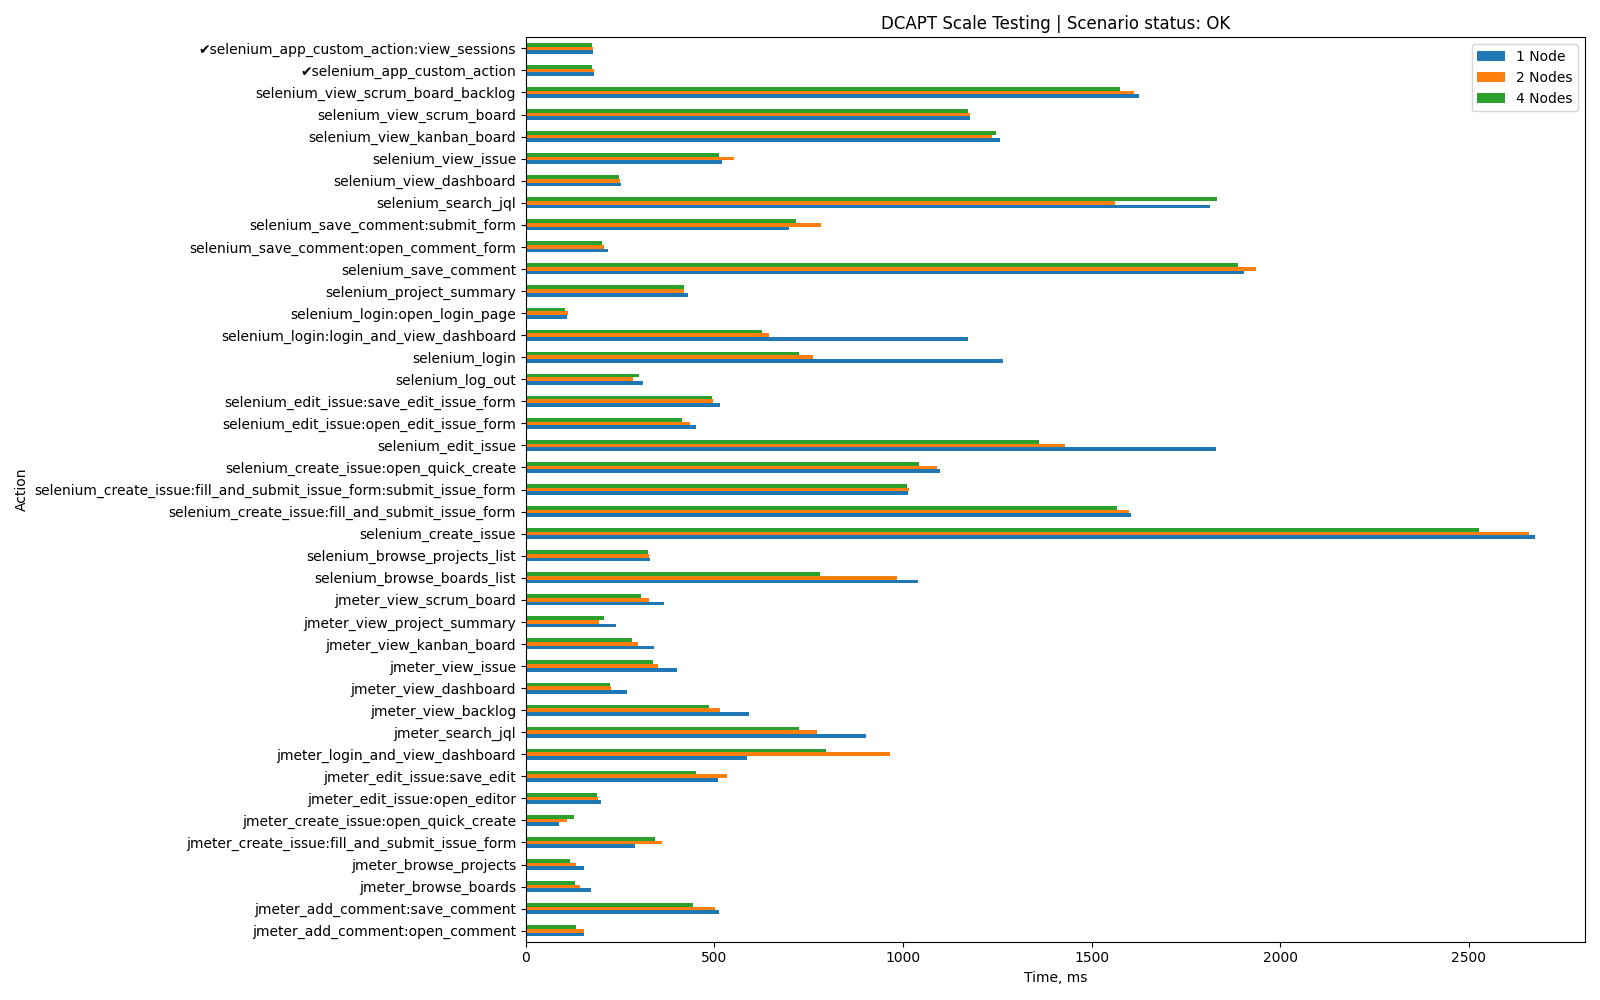 DCAPT Scale Testing | Scenario status: OK
1 Node
2 Nodes
4 Nodes
✔selenium_app_custom_action:view_sessions
✔selenium_app_custom_action
selenium_view_scrum_board_backlog
selenium_view_scrum_board
selenium_view_kanban_board
selenium_view_issue
selenium_view_dashboard
selenium_search_jql
selenium_save_comment:submit_form
selenium_save_comment:open_comment_form
selenium_save_comment
selenium_project_summary
selenium_login:open_login_page
selenium_login:login_and_view_dashboard
selenium_login
selenium_log_out
selenium_edit_issue:save_edit_issue_form
selenium_edit_issue:open_edit_issue_form
selenium_edit_issue
selenium_create_issue:open_quick_create
selenium_create_issue:fill_and_submit_issue_form:submit_issue_form
selenium_create_issue:fill_and_submit_issue_form
selenium_create_issue
selenium_browse_projects_list
selenium_browse_boards_list
jmeter_view_scrum_board
jmeter_view_project_summary
jmeter_view_kanban_board
jmeter_view_issue
jmeter_view_dashboard
jmeter_view_backlog
jmeter_search_jql
jmeter_login_and_view_dashboard
jmeter_edit_issue:save_edit
jmeter_edit_issue:open_editor
jmeter_create_issue:open_quick_create
jmeter_create_issue:fill_and_submit_issue_form
jmeter_browse_projects
jmeter_browse_boards
jmeter_add_comment:save_comment
jmeter_add_comment:open_comment
Action
0 500 1000 1500 2000 2500
Time, ms